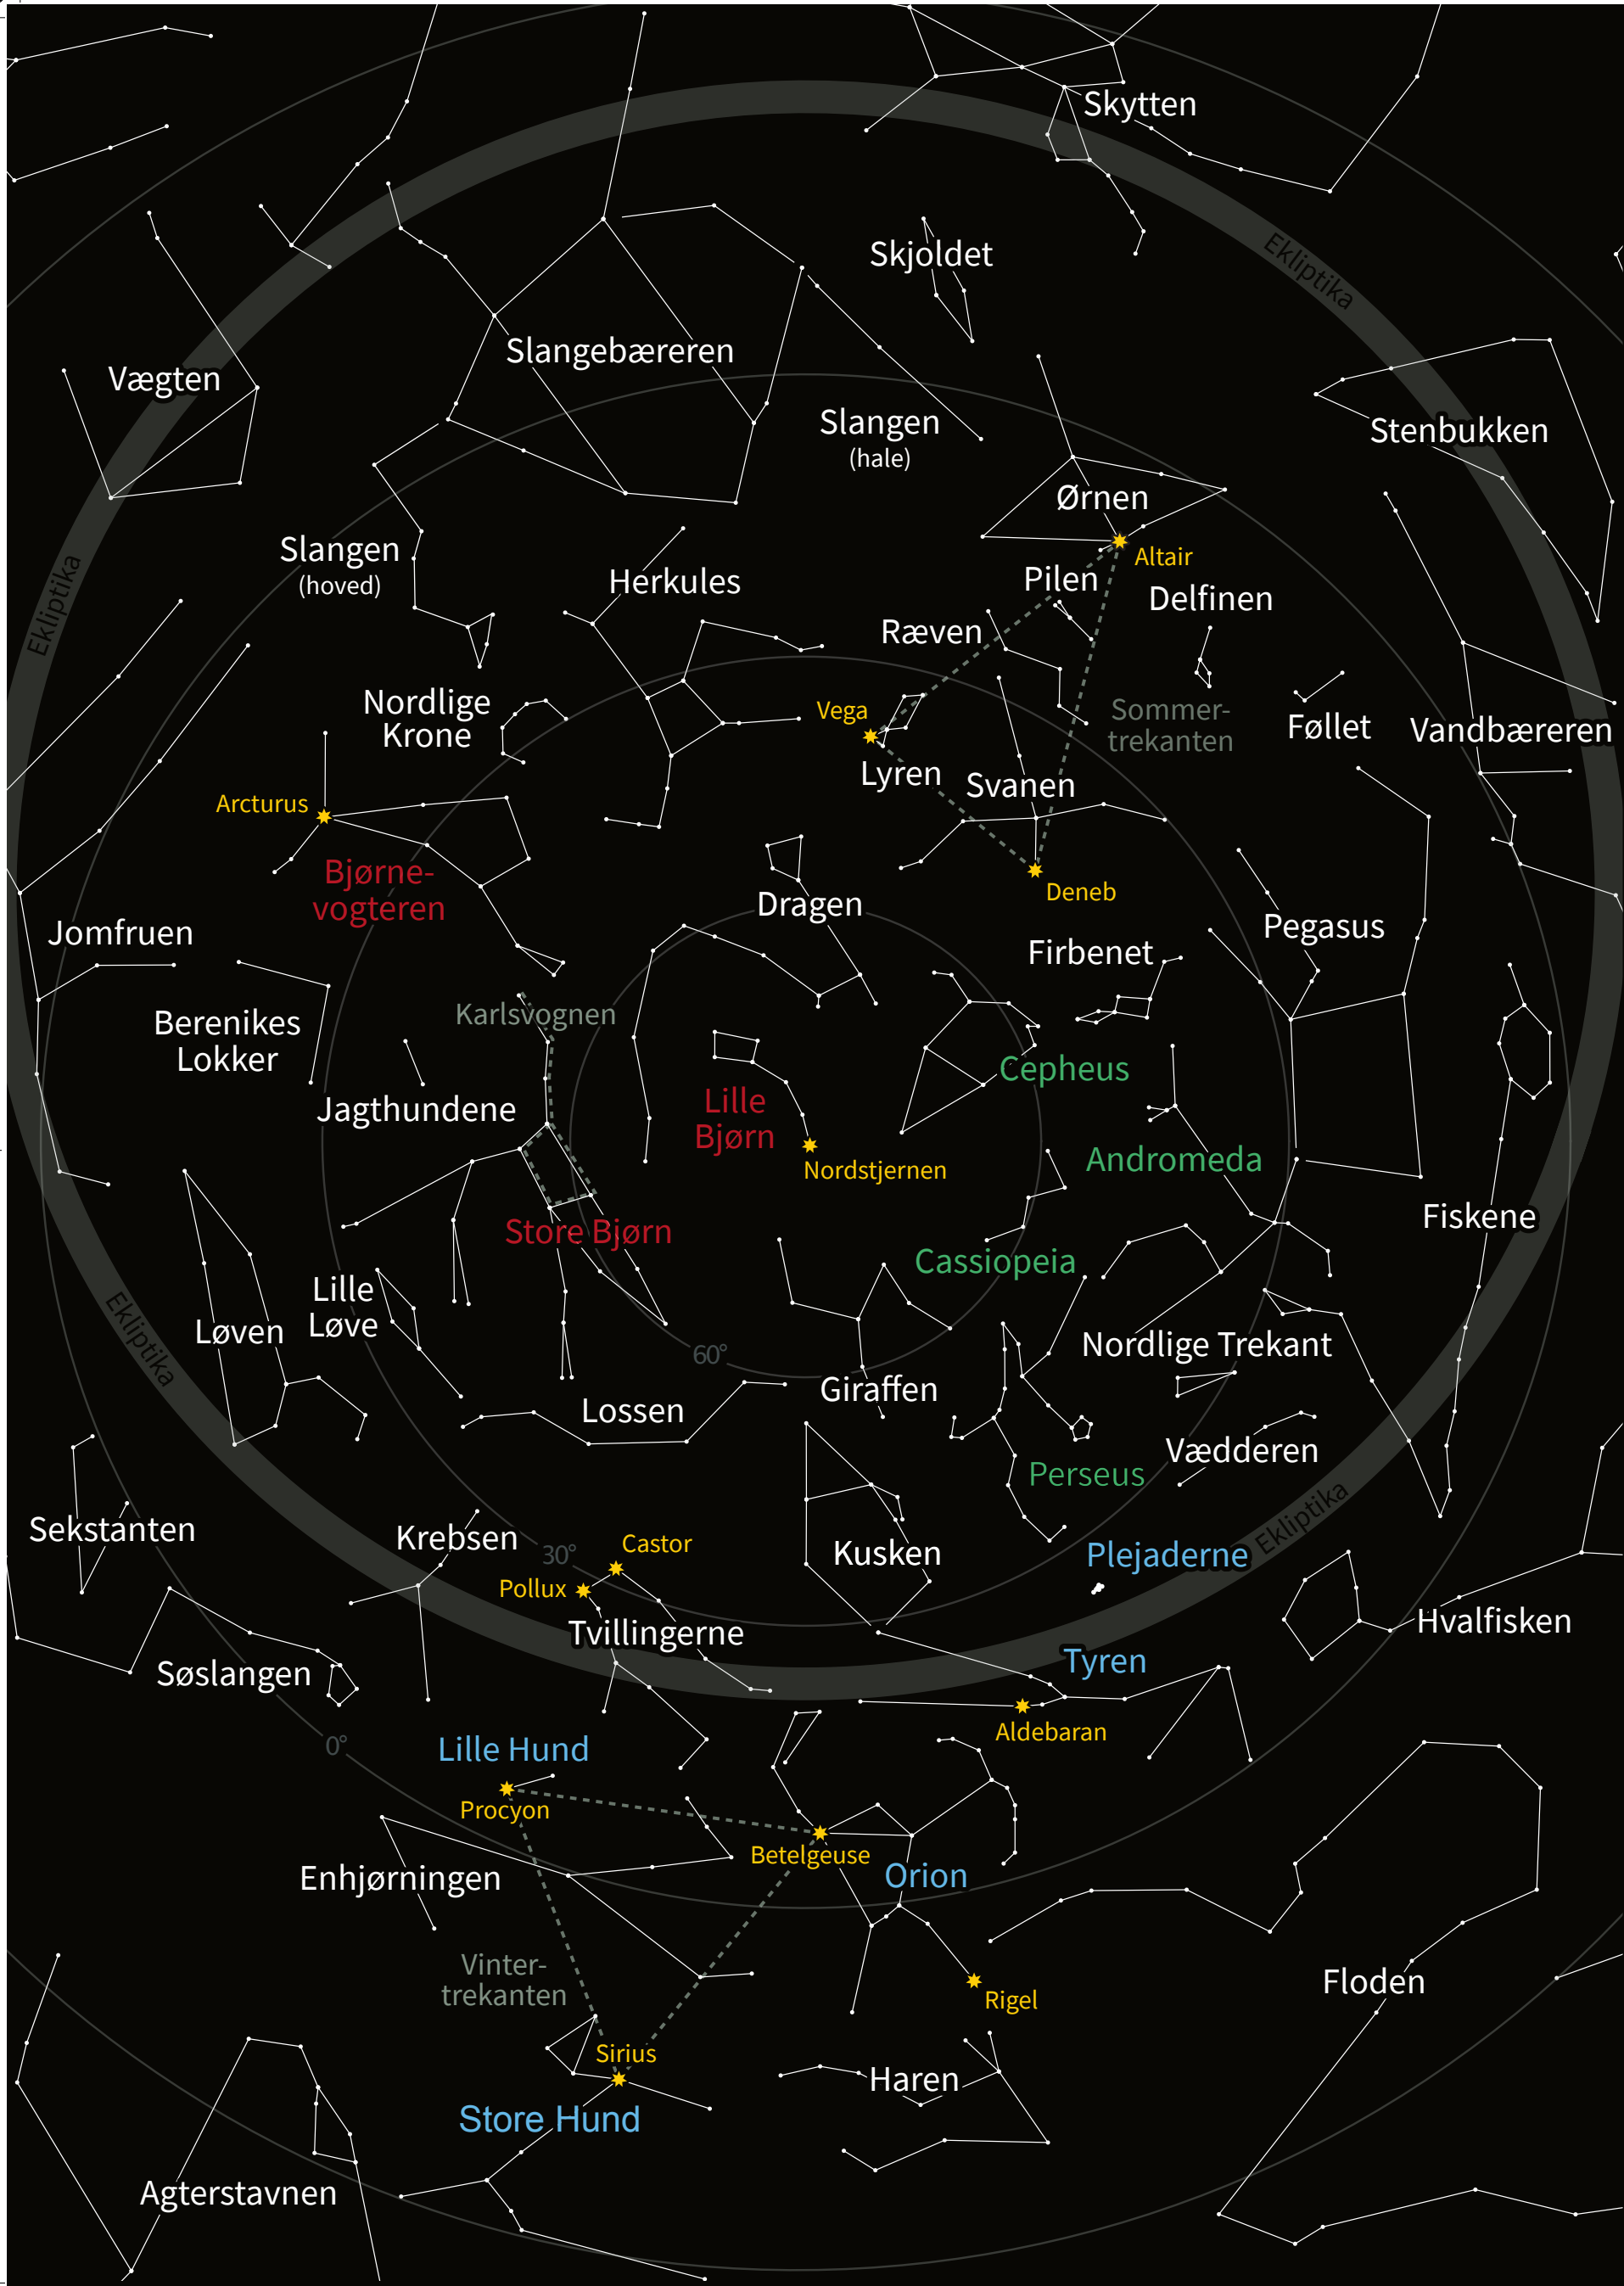 Skytten
Skjoldet
Ekliptika
Slangebæreren
Vægten
Slangen
(hale)
Stenbukken
Ørnen
Altair
Slangen
(hoved)
Herkules
Pilen
Delfinen
Ekliptika
Ræven
Nordlige
Krone
Vega
Sommer-
trekanten
Føllet
Vandbæreren
Lyren
Svanen
Arcturus
Bjørne-
vogteren
Deneb
Dragen
Pegasus
Jomfruen
Firbenet
Karlsvognen
Berenikes
Lokker
Cepheus
Jagthundene
Lille
Bjørn
Andromeda
Nordstjernen
Fiskene
Store Bjørn
Cassiopeia
Lille
Løve
Løven
Ekliptika
Nordlige Trekant
60°
Giraffen
Lossen
Vædderen
Perseus
Ekliptika
Sekstanten
Krebsen
30°
Castor
Kusken
Plejaderne
Pollux
Hvalfisken
Tvillingerne
Søslangen
Tyren
Aldebaran
0°
Lille Hund
Procyon
Betelgeuse
Enhjørningen
Orion
Vinter-
trekanten
Floden
Rigel
Sirius
Haren
Store Hund
Agterstavnen